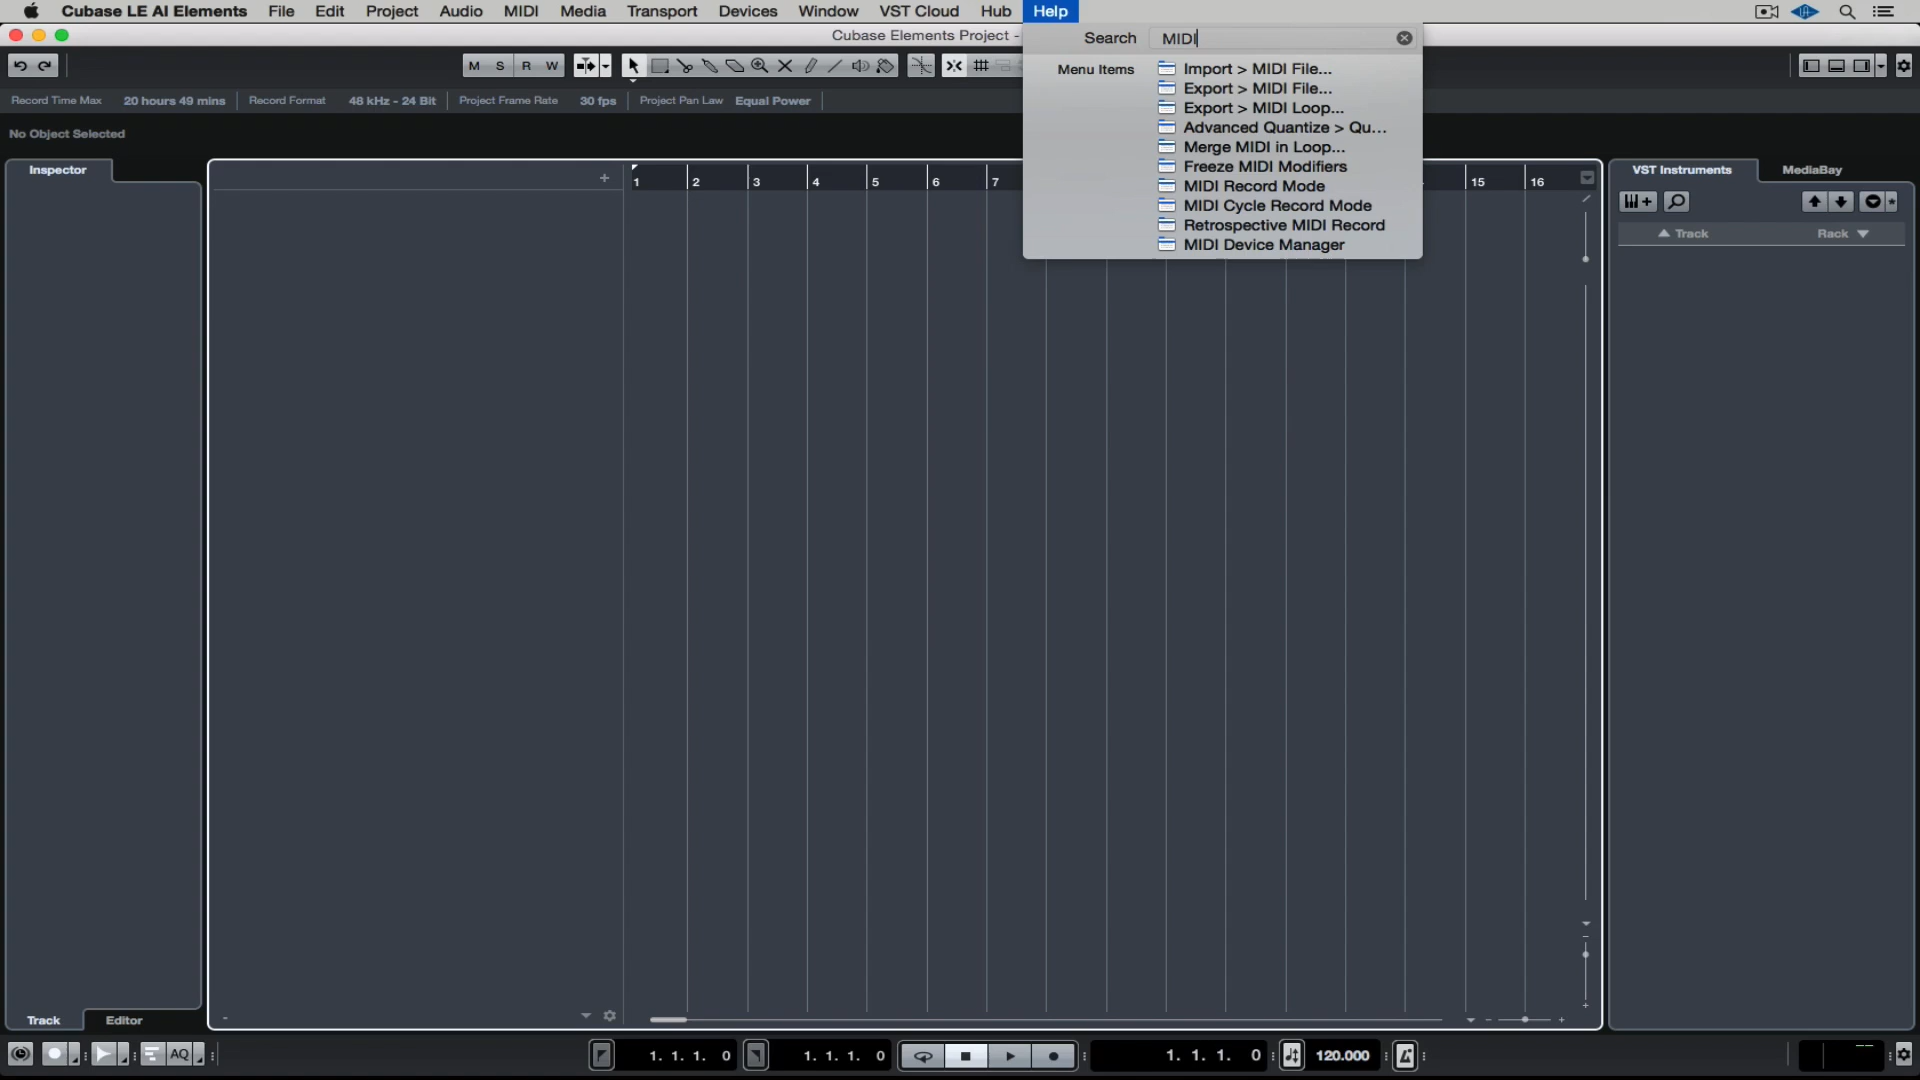 Cubase LE AI Elements File Edit Project Audio MIDI Media Transport Devices Window VST Cloud Hub Help
Cubase Elements Project -
Search MIDI
M S R W
Menu Items
Import > MIDI File...
Export > MIDI File...
Export > MIDI Loop...
Advanced Quantize > Qu...
Merge MIDI in Loop...
Freeze MIDI Modifiers
MIDI Record Mode
MIDI Cycle Record Mode
Retrospective MIDI Record
MIDI Device Manager
Record Time Max 20 hours 49 mins Record Format 48 kHz - 24 Bit Project Frame Rate 30 fps Project Pan Law Equal Power
No Object Selected
Inspector
1 2 3 4 5 6 7 15 16
VST Instruments MediaBay
Track Rack
Track Editor
AQ 1. 1. 1. 0 1. 1. 1. 0 1. 1. 1. 0 120.000